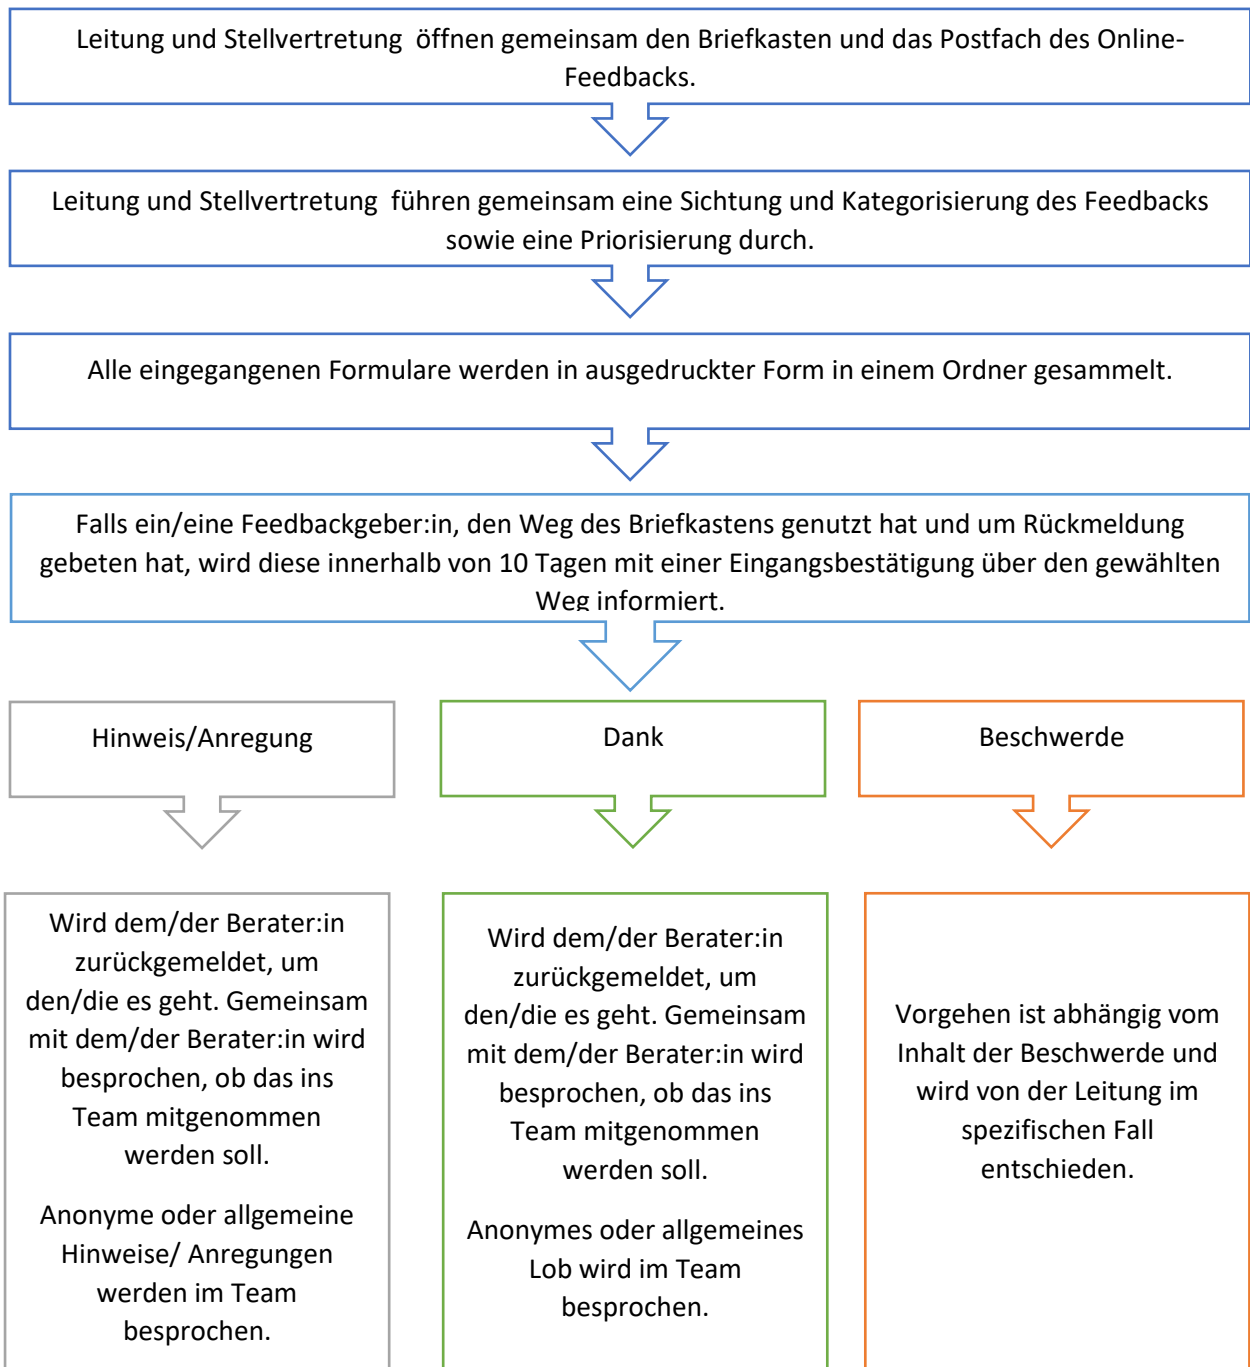 Leitung und Stellvertretung  öffnen gemeinsam den Briefkasten und das Postfach des Online-
Feedbacks.
Leitung und Stellvertretung  führen gemeinsam eine Sichtung und Kategorisierung des Feedbacks
sowie eine Priorisierung durch.
Alle eingegangenen Formulare werden in ausgedruckter Form in einem Ordner gesammelt.
Falls ein/eine Feedbackgeber:in, den Weg des Briefkastens genutzt hat und um Rückmeldung
gebeten hat, wird diese innerhalb von 10 Tagen mit einer Eingangsbestätigung über den gewählten
Weg informiert.
Hinweis/Anregung
Dank
Beschwerde
Wird dem/der Berater:in
zurückgemeldet, um
den/die es geht. Gemeinsam
mit dem/der Berater:in wird
besprochen, ob das ins
Team mitgenommen
werden soll.
Anonyme oder allgemeine
Hinweise/ Anregungen
werden im Team
besprochen.
Wird dem/der Berater:in
zurückgemeldet, um
den/die es geht. Gemeinsam
mit dem/der Berater:in wird
besprochen, ob das ins
Team mitgenommen
werden soll.
Anonymes oder allgemeines
Lob wird im Team
besprochen.
Vorgehen ist abhängig vom
Inhalt der Beschwerde und
wird von der Leitung im
spezifischen Fall
entschieden.